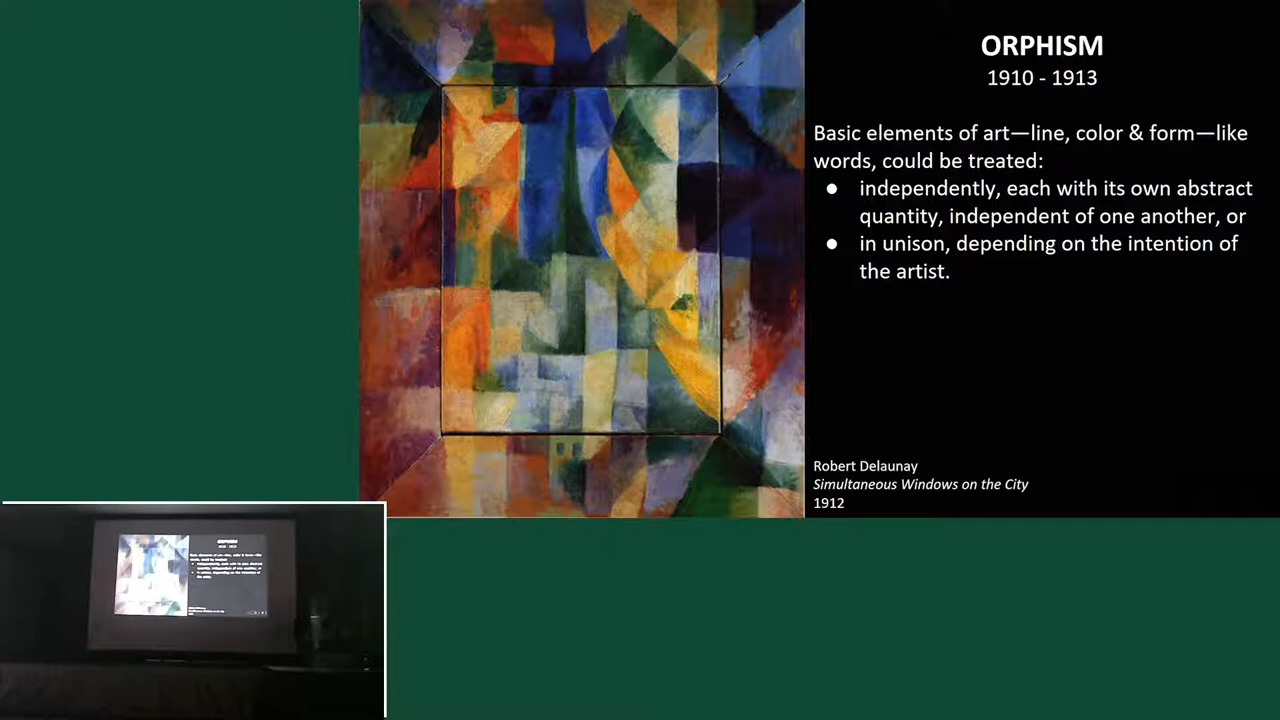 ORPHISM
1910 - 1913
Basic elements of art—line, color & form—like
words, could be treated:
● independently, each with its own abstract
quantity, independent of one another, or
● in unison, depending on the intention of
the artist.
Robert Delaunay
Simultaneous Windows on the City
1912
ORPHISM